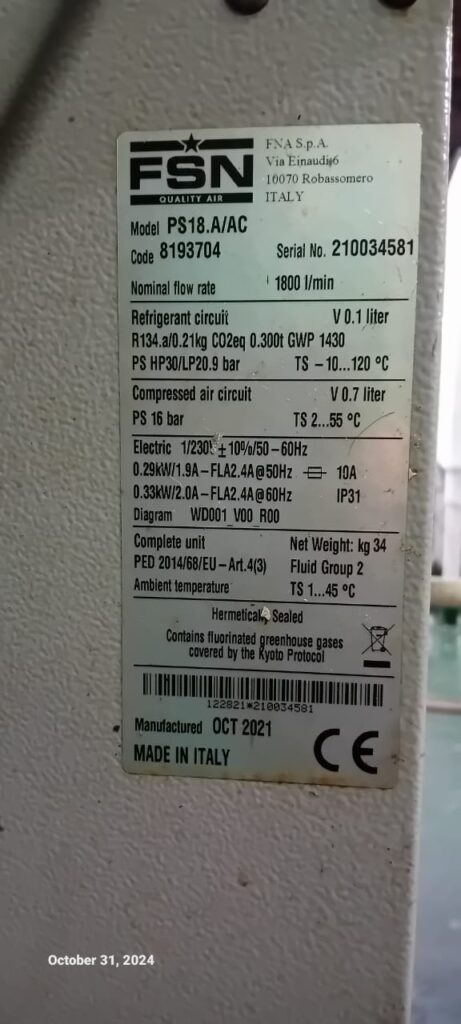 FSN
QUALITY AIR
FNA S.p.A.
Via Einaudi, 6
10070 Robassomero
ITALY
Model PS18.A/AC
Code 8193704 Serial No. 210034581
Nominal flow rate 1800 l/min
Refrigerant circuit V 0.1 liter
R134.a/0.21kg CO2eq 0.300t GWP 1430
PS HP30/LP20.9 bar TS –10...120 °C
Compressed air circuit V 0.7 liter
PS 16 bar TS 2...55 °C
Electric 1/230V ± 10%/50–60Hz
0.29kW/1.9A–FLA2.4A@50Hz 10A
0.33kW/2.0A–FLA2.4A@60Hz IP31
Diagram WD001_V00_R00
Complete unit Net Weight: kg 34
PED 2014/68/EU–Art.4(3) Fluid Group 2
Ambient temperature TS 1...45 °C
Hermetically Sealed
Contains fluorinated greenhouse gases
covered by the Kyoto Protocol
122821*210034581
Manufactured OCT 2021
MADE IN ITALY CE
October 31, 2024